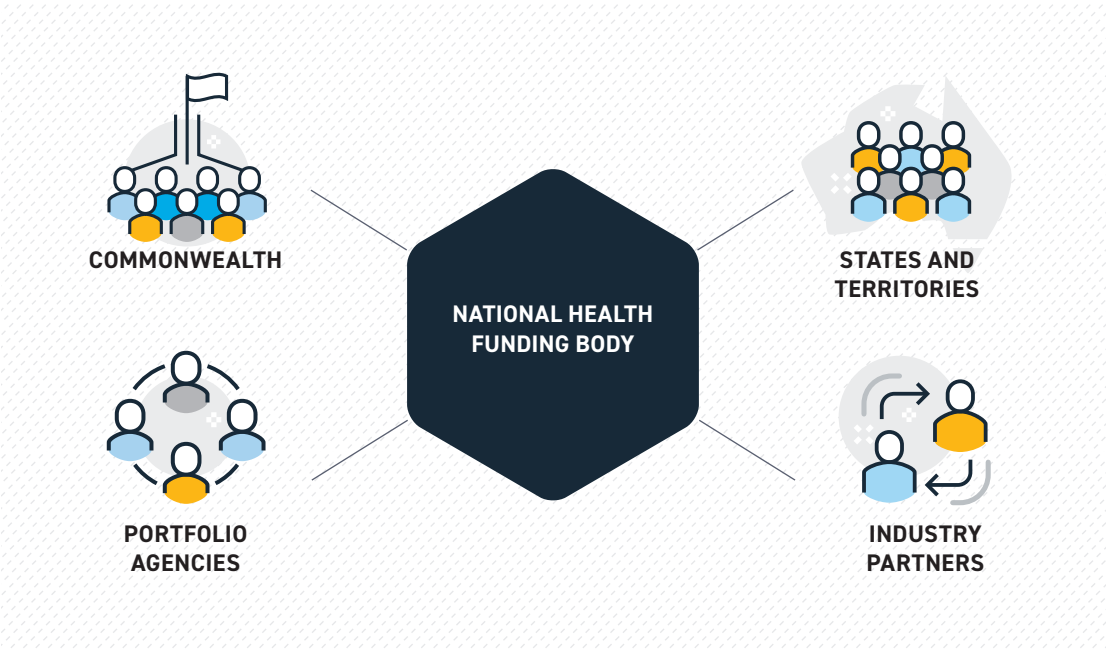 COMMONWEALTH
STATES AND
TERRITORIES
NATIONAL HEALTH
FUNDING BODY
PORTFOLIO
AGENCIES
INDUSTRY
PARTNERS